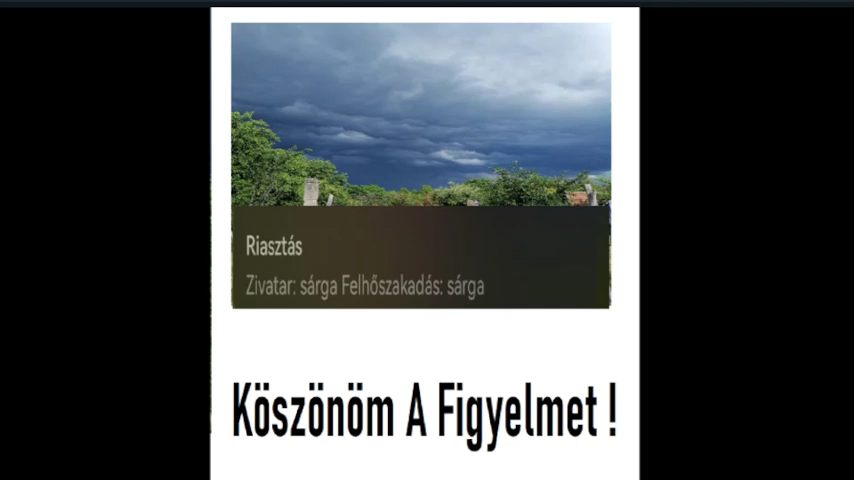 Riasztás
Zivatar: sárga Felhőszakadás: sárga
Köszönöm A Figyelmet !